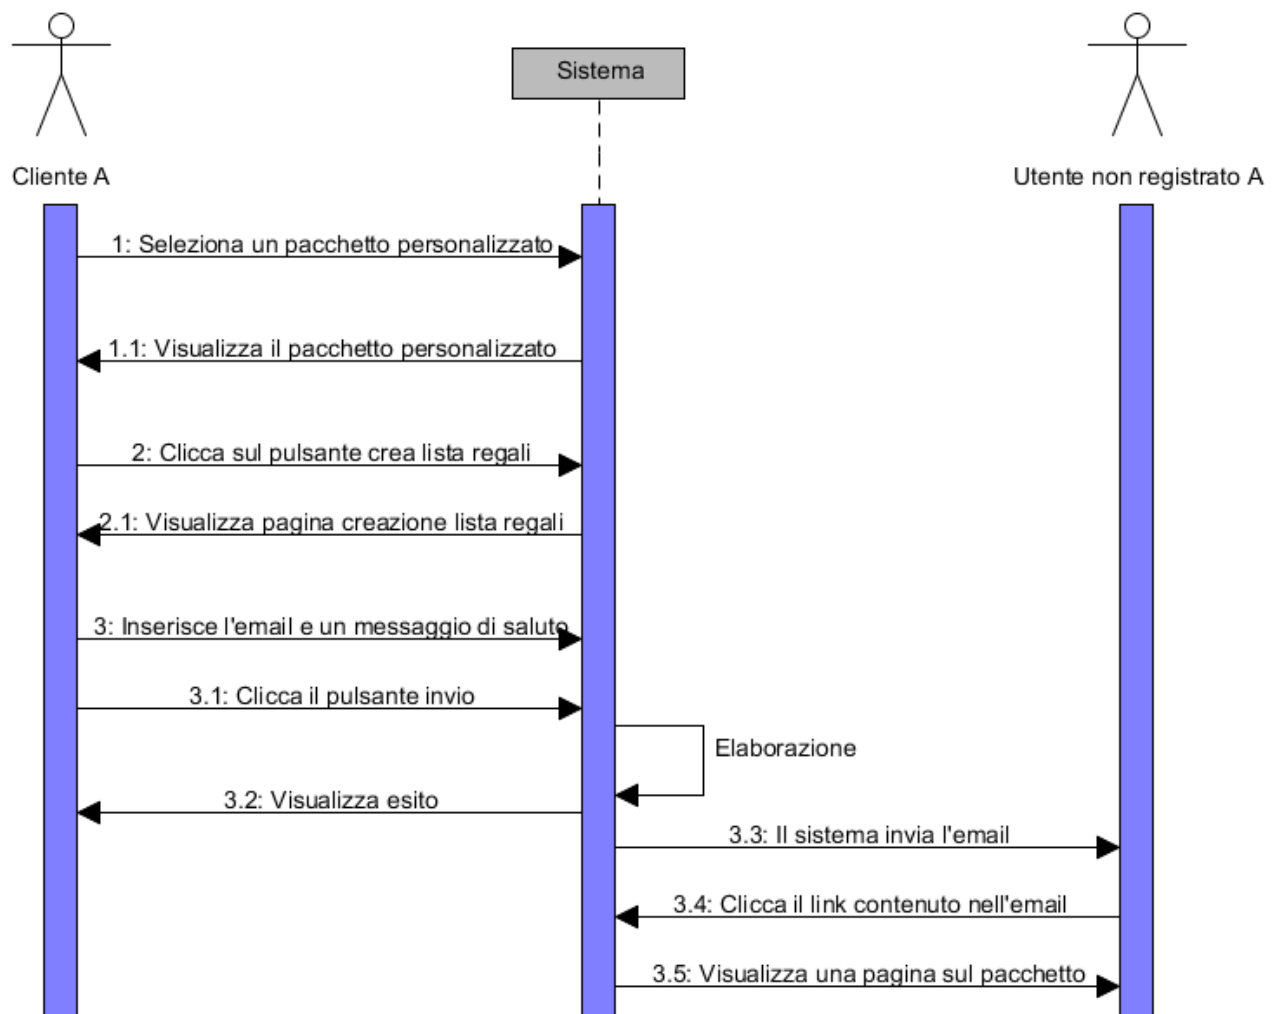 Sistema
Cliente A
Utente non registrato A
1: Seleziona un pacchetto personalizzato
1.1: Visualizza il pacchetto personalizzato
2: Clicca sul pulsante crea lista regali
2.1: Visualizza pagina creazione lista regali
3: Inserisce l'email e un messaggio di saluto
3.1: Clicca il pulsante invio
Elaborazione
3.2: Visualizza esito
3.3: Il sistema invia l'email
3.4: Clicca il link contenuto nell'email
3.5: Visualizza una pagina sul pacchetto